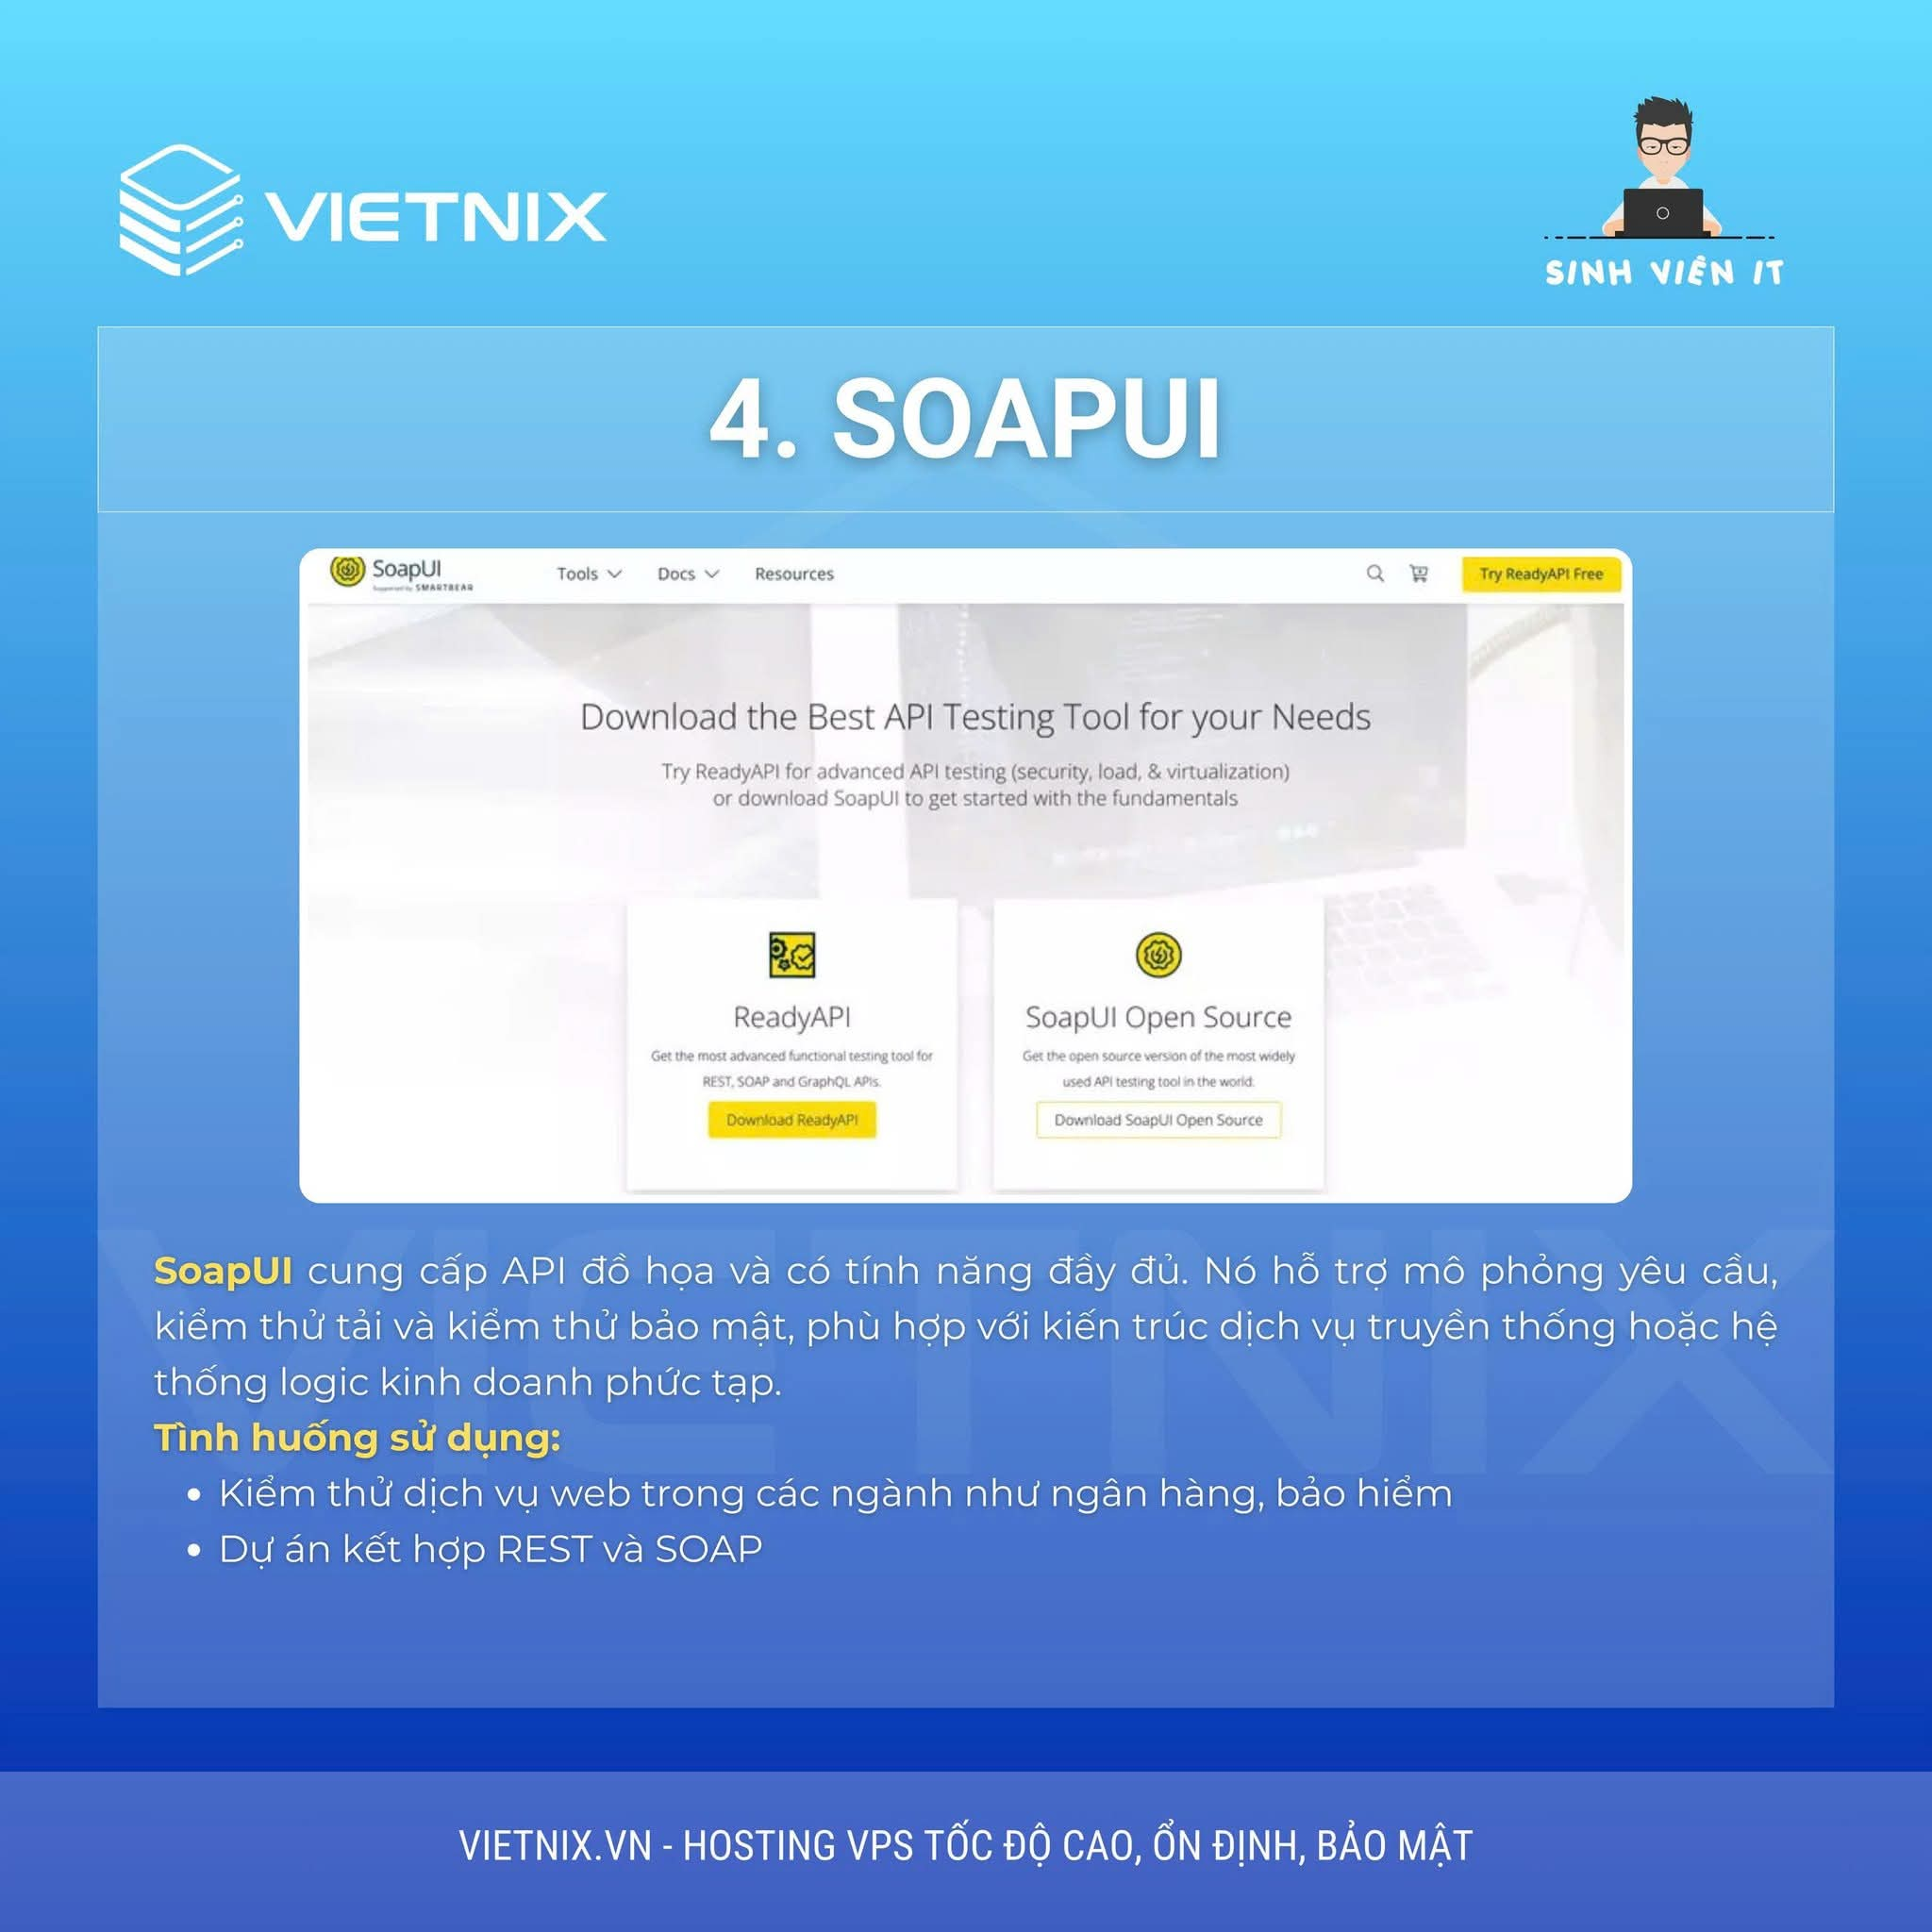 VIETNIX
SINH VIÊN IT
4. SOAPUI
SoapUI
Supported by SMARTBEAR
Tools
Docs
Resources
Try ReadyAPI Free
Download the Best API Testing Tool for your Needs
Try ReadyAPI for advanced API testing (security, load, & virtualization)
or download SoapUI to get started with the fundamentals
ReadyAPI
Get the most advanced functional testing tool for
REST, SOAP and GraphQL APIs.
Download ReadyAPI
SoapUI Open Source
Get the open source version of the most widely
used API testing tool in the world.
Download SoapUI Open Source
VIETNIX
SoapUI cung cấp API đồ họa và có tính năng đầy đủ. Nó hỗ trợ mô phỏng yêu cầu,
kiểm thử tải và kiểm thử bảo mật, phù hợp với kiến trúc dịch vụ truyền thống hoặc hệ
thống logic kinh doanh phức tạp.
Tình huống sử dụng:
• Kiểm thử dịch vụ web trong các ngành như ngân hàng, bảo hiểm
• Dự án kết hợp REST và SOAP
VIETNIX.VN - HOSTING VPS TỐC ĐỘ CAO, ỔN ĐỊNH, BẢO MẬT